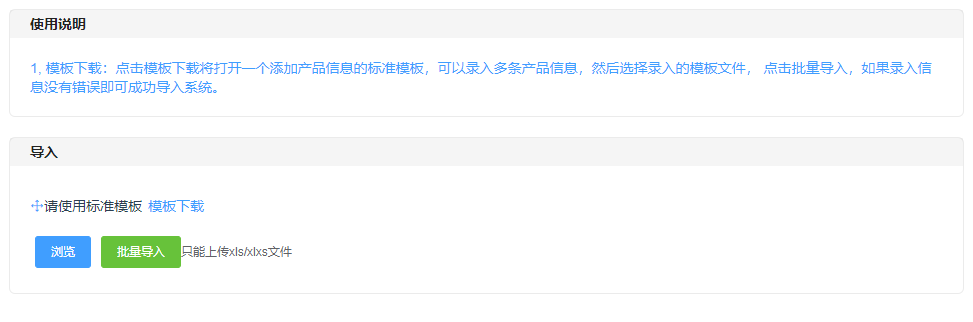 使用说明
1, 模板下载：点击模板下载将打开一个添加产品信息的标准模板，可以录入多条产品信息，然后选择录入的模板文件， 点击批量导入，如果录入信
息没有错误即可成功导入系统。
导入
请使用标准模板 模板下载
浏览 批量导入 只能上传xls/xlxs文件